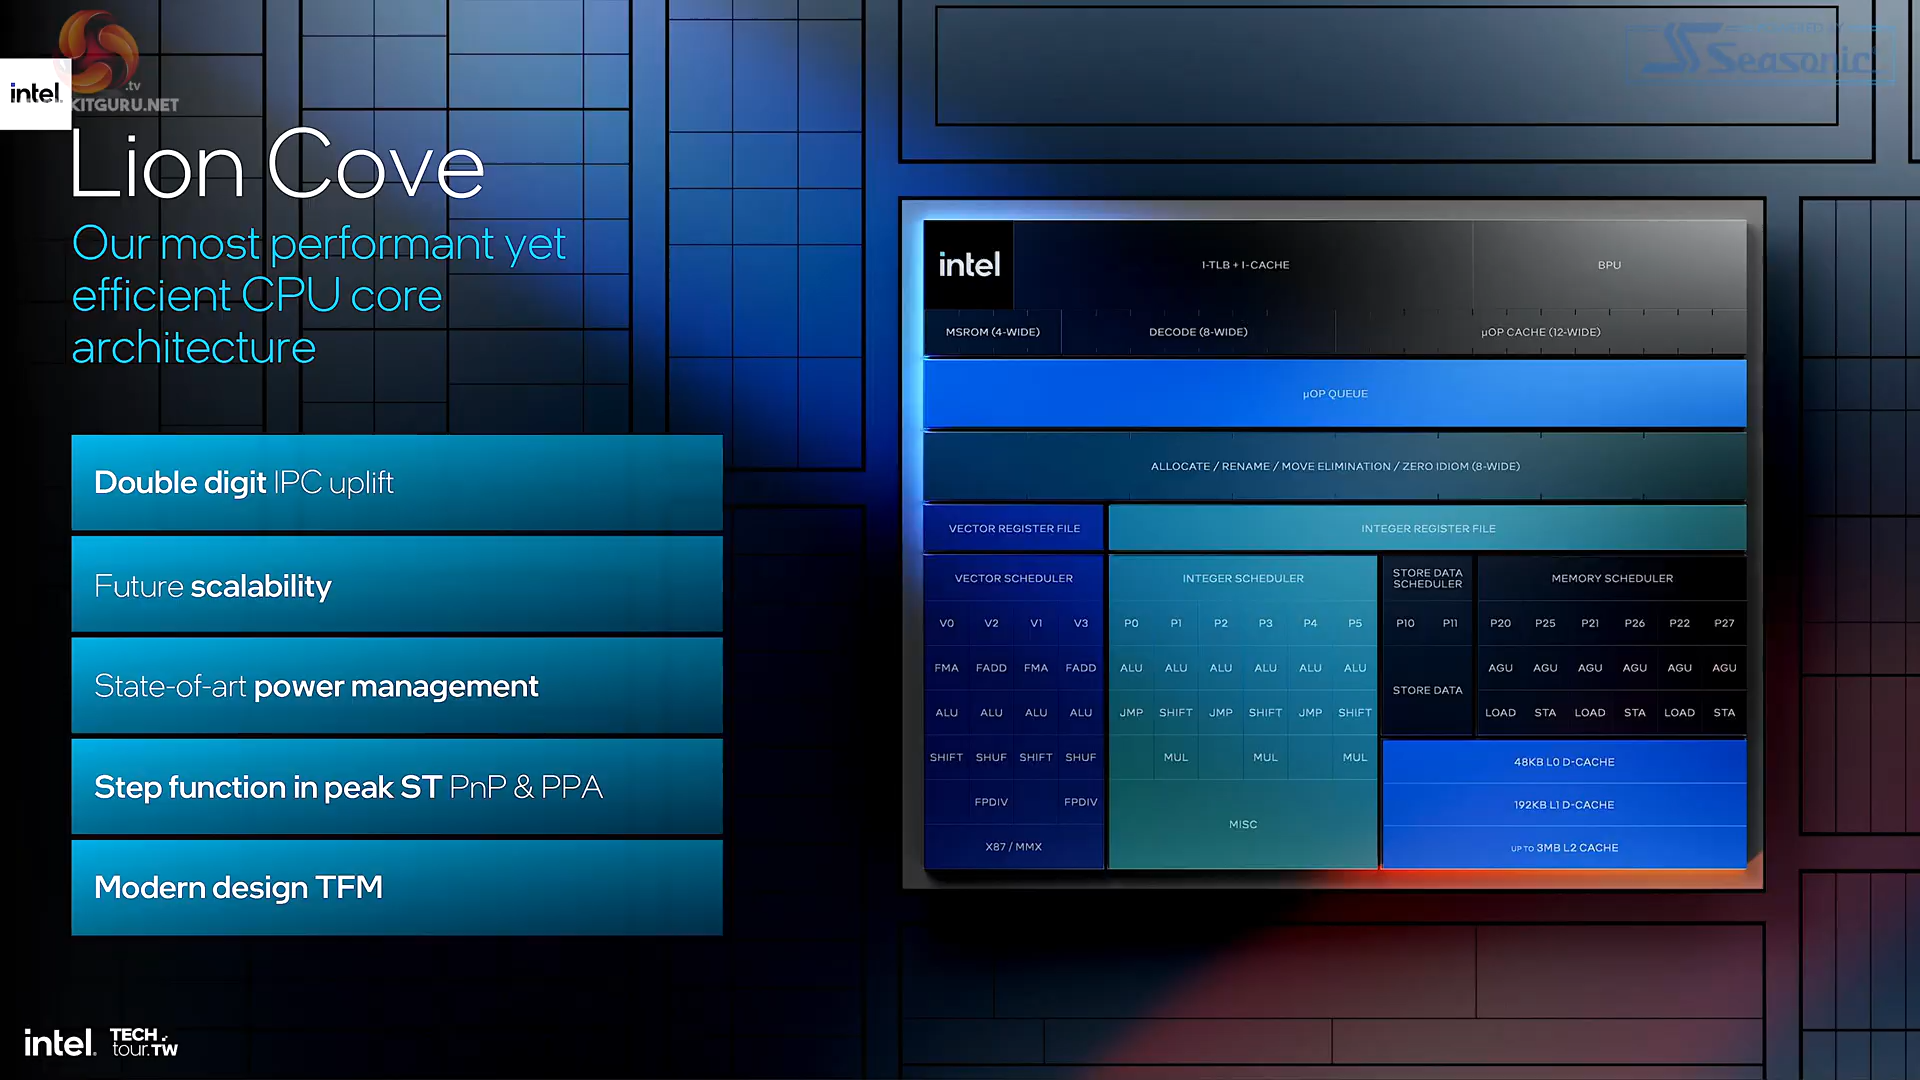 intel.
.tv
KITGURU.NET
POWERED BY
Seasonic
Lion Cove
Our most performant yet
efficient CPU core
architecture
Double digit IPC uplift
Future scalability
State-of-art power management
Step function in peak ST PnP & PPA
Modern design TFM
intel
I-TLB + I-CACHE
BPU
MSROM (4-WIDE)
DECODE (8-WIDE)
μOP CACHE (12-WIDE)
μOP QUEUE
ALLOCATE / RENAME / MOVE ELIMINATION / ZERO IDIOM (8-WIDE)
VECTOR REGISTER FILE
INTEGER REGISTER FILE
VECTOR SCHEDULER
V0 V2 V1 V3
FMA FADD FMA FADD
ALU ALU ALU ALU
SHIFT SHUF SHIFT SHUF
FPDIV FPDIV
X87 / MMX
INTEGER SCHEDULER
P0 P1 P2 P3 P4 P5
ALU ALU ALU ALU ALU ALU
JMP SHIFT JMP SHIFT JMP SHIFT
MUL MUL MUL
MISC
STORE DATA
SCHEDULER
P10 P11
STORE DATA
MEMORY SCHEDULER
P20 P25 P21 P26 P22 P27
AGU AGU AGU AGU AGU AGU
LOAD STA LOAD STA LOAD STA
48KB L0 D-CACHE
192KB L1 D-CACHE
UP TO 3MB L2 CACHE
intel.
TECH
tour.TW